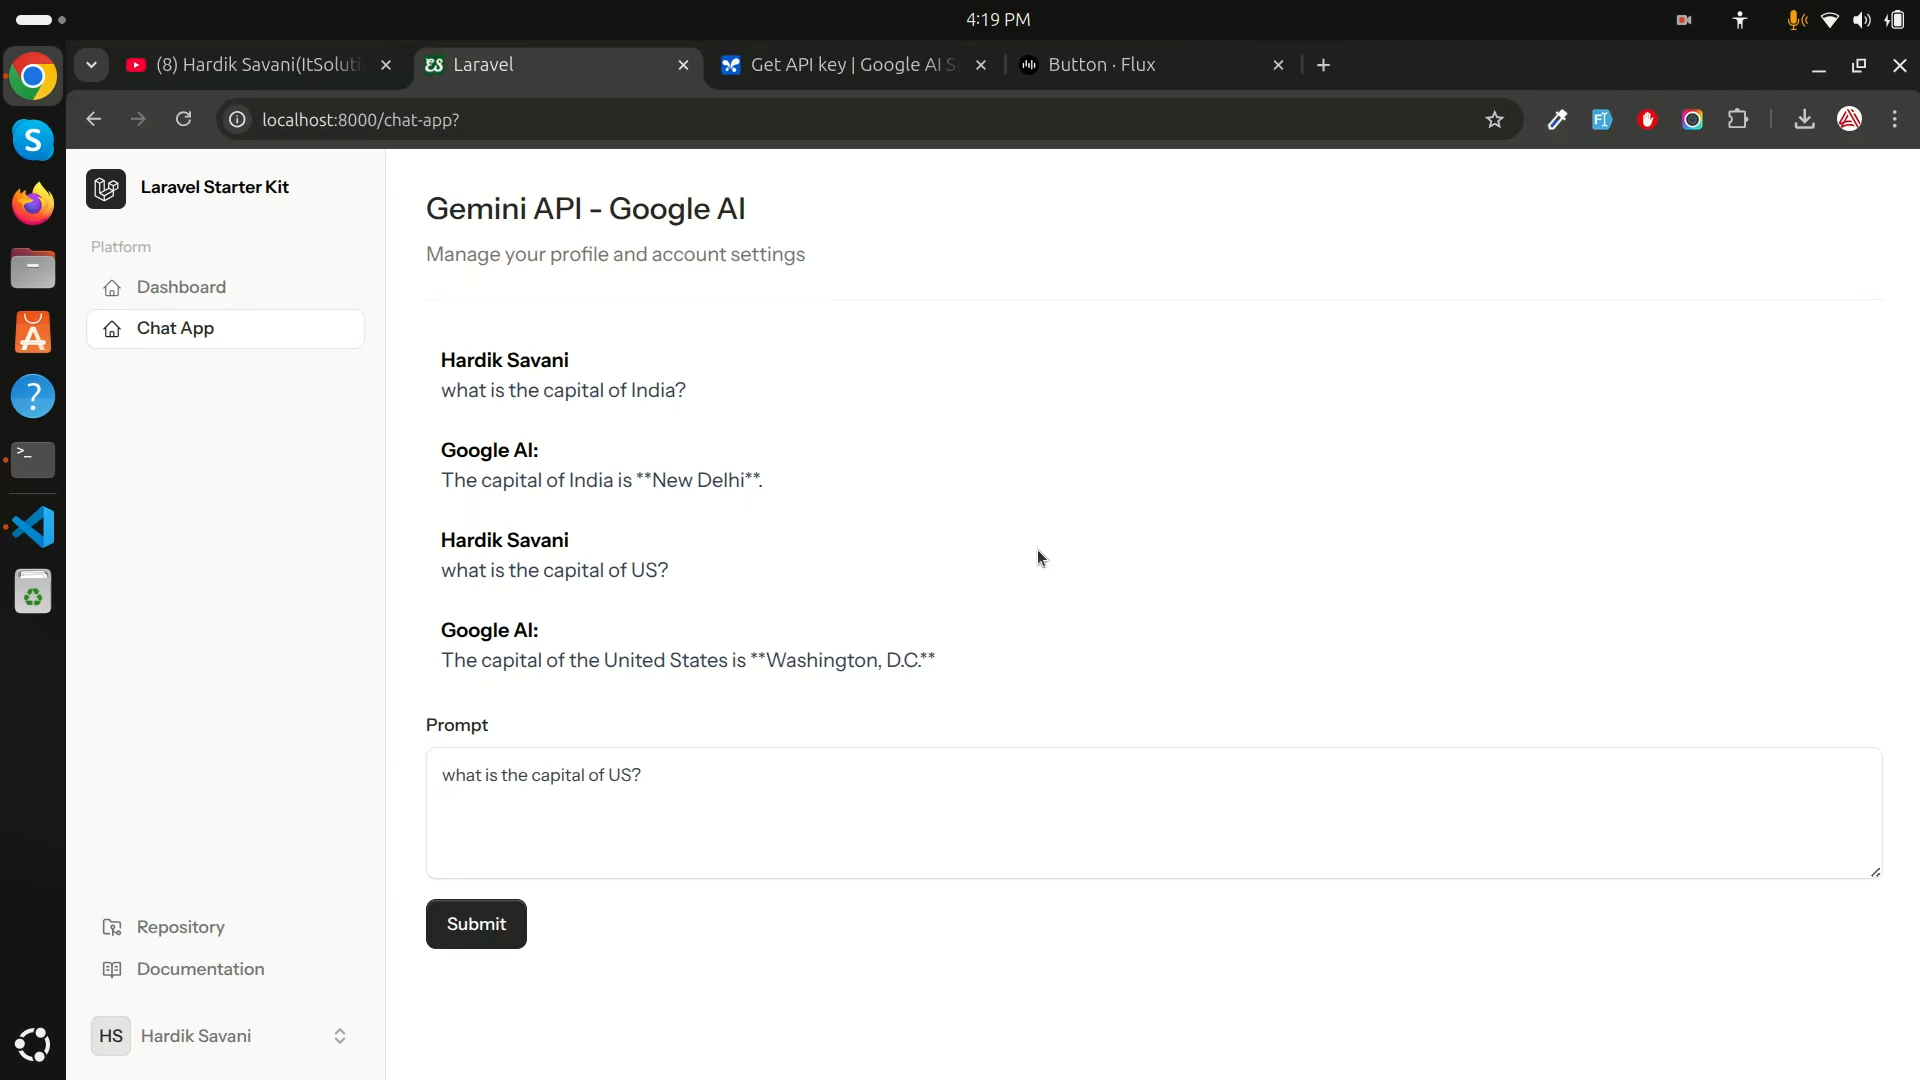 4:19 PM
(8) Hardik Savani(ItSoluti
Laravel
Get API key | Google AI S
Button · Flux
localhost:8000/chat-app?
Laravel Starter Kit
Platform
Dashboard
Chat App
Repository
Documentation
HS Hardik Savani
Gemini API - Google AI
Manage your profile and account settings
Hardik Savani
what is the capital of India?
Google AI:
The capital of India is **New Delhi**.
Hardik Savani
what is the capital of US?
Google AI:
The capital of the United States is **Washington, D.C.**
Prompt
what is the capital of US?
Submit